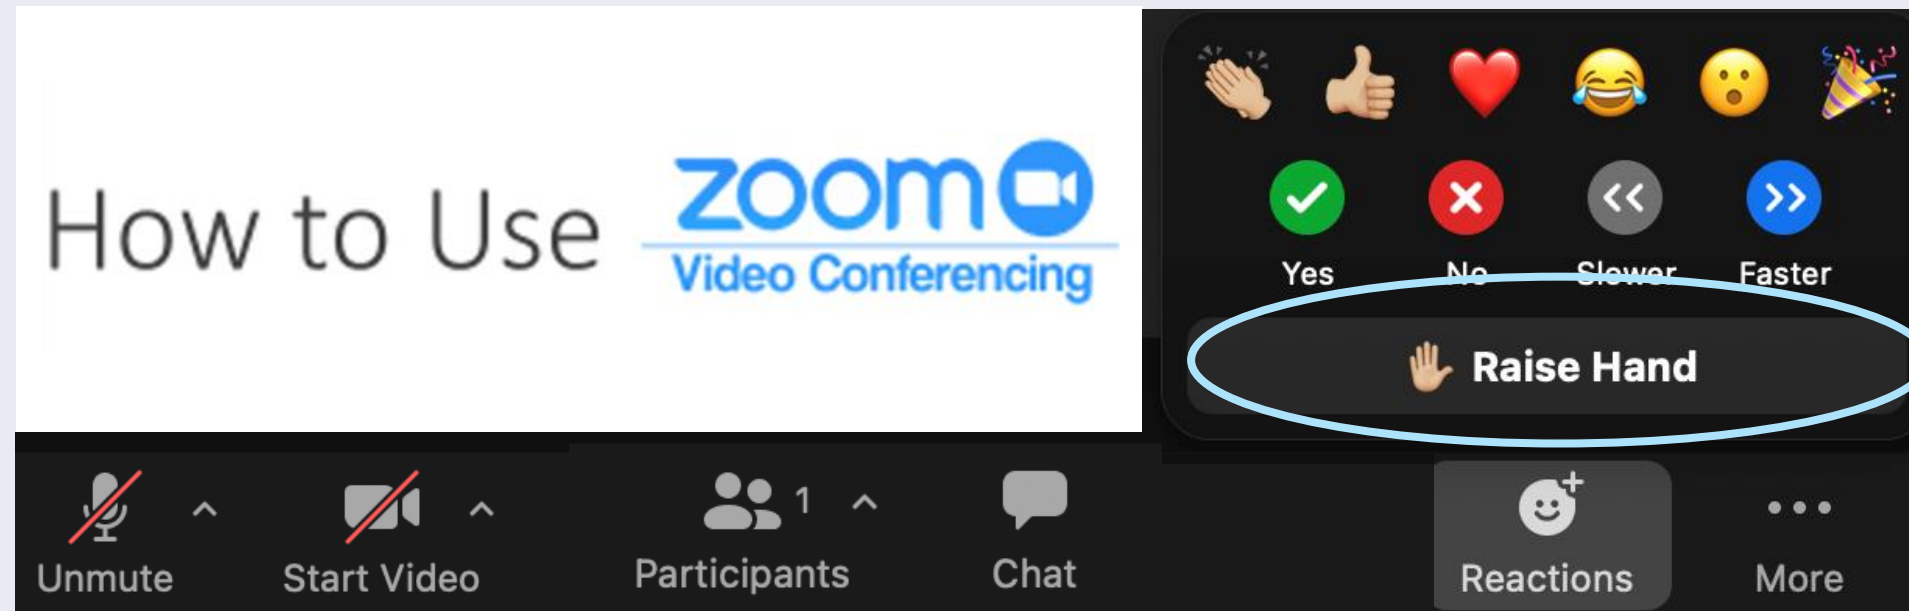 How to Use zoom
Video Conferencing
Yes No Slower Faster
Raise Hand
Unmute Start Video Participants 1 Chat Reactions More